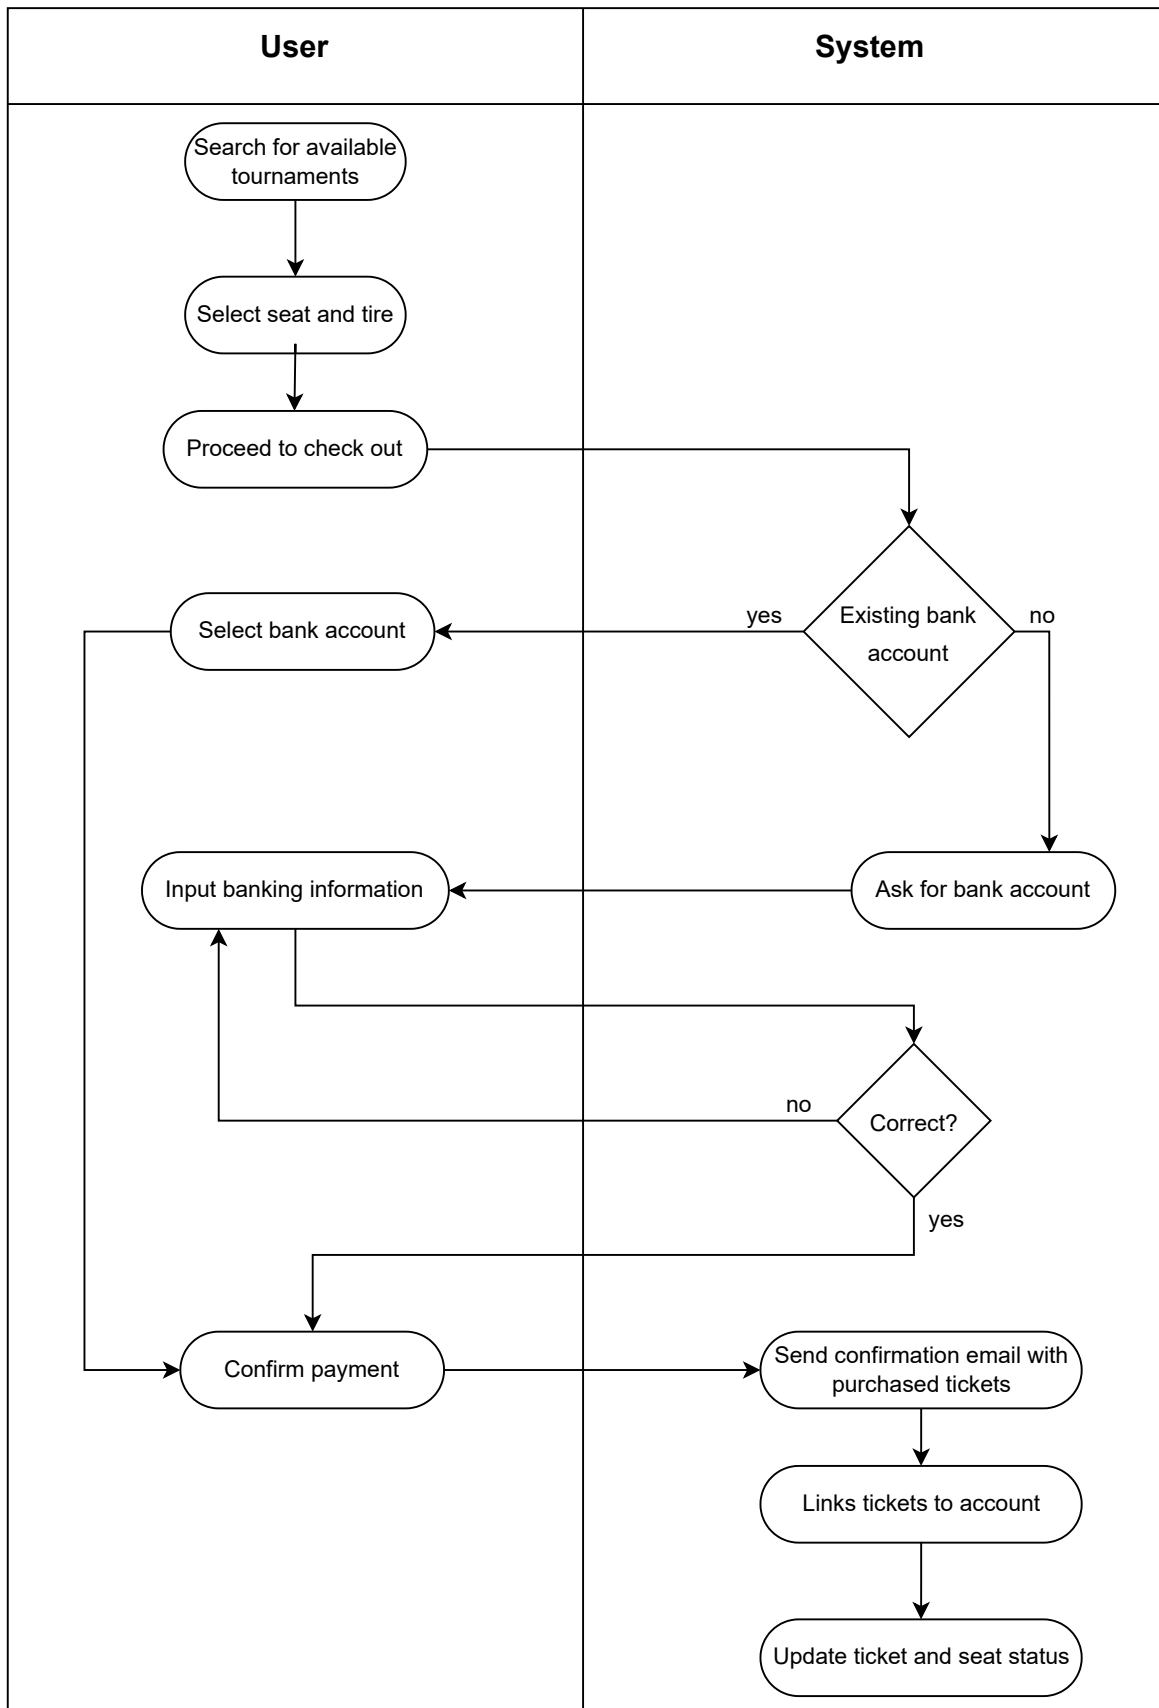 User
System
Search for available
tournaments
Select seat and tire
Proceed to check out
Existing bank
account
yes
no
Select bank account
Input banking information
Ask for bank account
no
Correct?
yes
Confirm payment
Send confirmation email with
purchased tickets
Links tickets to account
Update ticket and seat status